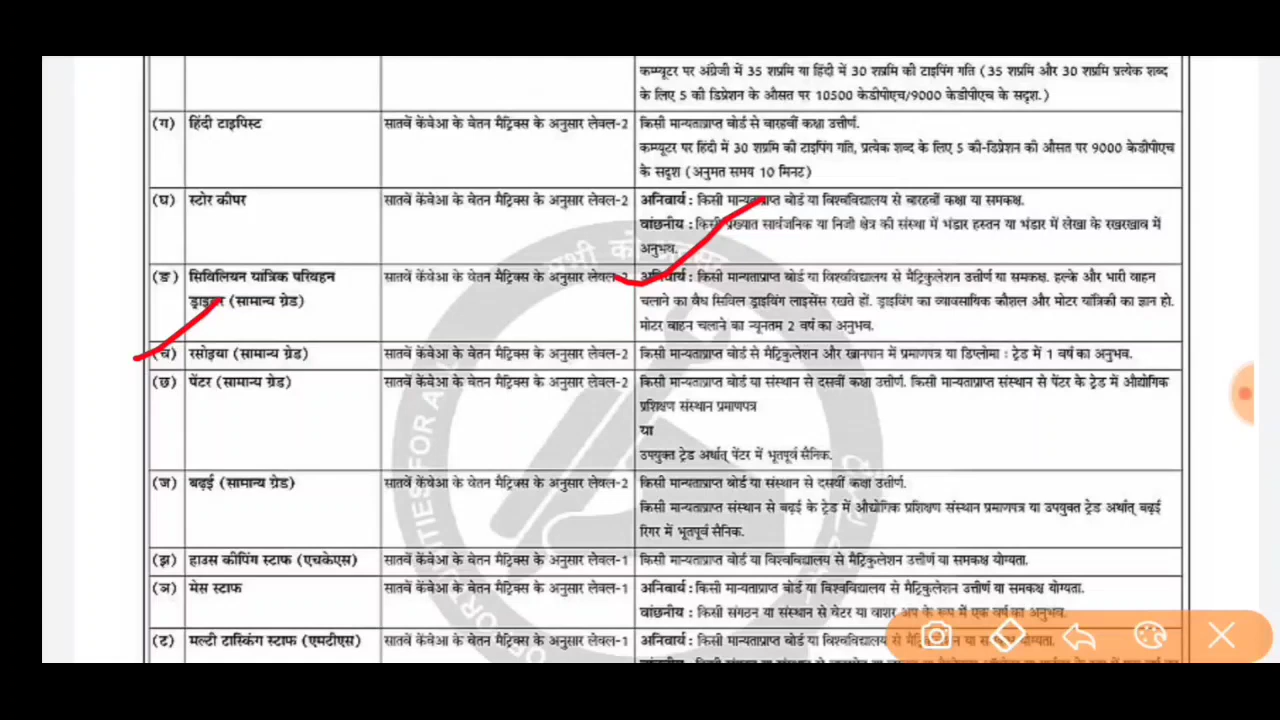 कम्प्यूटर पर अंग्रेजी में 35 शप्रमि या हिंदी में 30 शप्रमि की टाइपिंग गति (35 शप्रमि और 30 शप्रमि प्रत्येक शब्द
के लिए 5 की डिप्रेशन के औसत पर 10500 केडीपीएच/9000 केडीपीएच के सदृश.)
(ग) हिंदी टाइपिस्ट सातवें केंवेआ के वेतन मैट्रिक्स के अनुसार लेवल-2 किसी मान्यताप्राप्त बोर्ड से बारहवीं कक्षा उत्तीर्ण.
कम्प्यूटर पर हिंदी में 30 शप्रमि की टाइपिंग गति, प्रत्येक शब्द के लिए 5 की-डिप्रेशन की औसत पर 9000 केडीपीएच
के सदृश (अनुमत समय 10 मिनट)
(घ) स्टोर कीपर सातवें केंवेआ के वेतन मैट्रिक्स के अनुसार लेवल-2 अनिवार्य : किसी मान्यताप्राप्त बोर्ड या विश्वविद्यालय से बारहवीं कक्षा या समकक्ष.
वांछनीय : किसी प्रख्यात सार्वजनिक या निजी क्षेत्र की संस्था में भंडार हस्तन या भंडार में लेखा के रखरखाव में
अनुभव.
(ङ) सिविलियन यांत्रिक परिवहन सातवें केंवेआ के वेतन मैट्रिक्स के अनुसार लेवल-2 अनिवार्य : किसी मान्यताप्राप्त बोर्ड या विश्वविद्यालय से मैट्रिकुलेशन उत्तीर्ण या समकक्ष. हल्के और भारी वाहन
ड्राइवर (सामान्य ग्रेड) चलाने का वैध सिविल ड्राइविंग लाइसेंस रखते हों. ड्राइविंग का व्यावसायिक कौशल और मोटर यांत्रिकी का ज्ञान हो.
मोटर वाहन चलाने का न्यूनतम 2 वर्ष का अनुभव.
(च) रसोइया (सामान्य ग्रेड) सातवें केंवेआ के वेतन मैट्रिक्स के अनुसार लेवल-2 किसी मान्यताप्राप्त बोर्ड से मैट्रिकुलेशन और खानपान में प्रमाणपत्र या डिप्लोमा : ट्रेड में 1 वर्ष का अनुभव.
(छ) पेंटर (सामान्य ग्रेड) सातवें केंवेआ के वेतन मैट्रिक्स के अनुसार लेवल-2 किसी मान्यताप्राप्त बोर्ड या संस्थान से दसवीं कक्षा उत्तीर्ण. किसी मान्यताप्राप्त संस्थान से पेंटर के ट्रेड में औद्योगिक
प्रशिक्षण संस्थान प्रमाणपत्र
या
उपयुक्त ट्रेड अर्थात् पेंटर में भूतपूर्व सैनिक.
(ज) बढ़ई (सामान्य ग्रेड) सातवें केंवेआ के वेतन मैट्रिक्स के अनुसार लेवल-2 किसी मान्यताप्राप्त बोर्ड या संस्थान से दसवीं कक्षा उत्तीर्ण.
किसी मान्यताप्राप्त संस्थान से बढ़ई के ट्रेड में औद्योगिक प्रशिक्षण संस्थान प्रमाणपत्र या उपयुक्त ट्रेड अर्थात् बढ़ई
रिगर में भूतपूर्व सैनिक.
(झ) हाउस कीपिंग स्टाफ (एचकेएस) सातवें केंवेआ के वेतन मैट्रिक्स के अनुसार लेवल-1 किसी मान्यताप्राप्त बोर्ड या विश्वविद्यालय से मैट्रिकुलेशन उत्तीर्ण या समकक्ष योग्यता.
(ञ) मेस स्टाफ सातवें केंवेआ के वेतन मैट्रिक्स के अनुसार लेवल-1 अनिवार्य : किसी मान्यताप्राप्त बोर्ड या विश्वविद्यालय से मैट्रिकुलेशन उत्तीर्ण या समकक्ष योग्यता.
वांछनीय : किसी संगठन या संस्थान से वेटर या वाशर अप के रूप में एक वर्ष का अनुभव.
(ट) मल्टी टास्किंग स्टाफ (एमटीएस) सातवें केंवेआ के वेतन मैट्रिक्स के अनुसार लेवल-1 अनिवार्य : किसी मान्यताप्राप्त बोर्ड या विश्वविद्यालय से